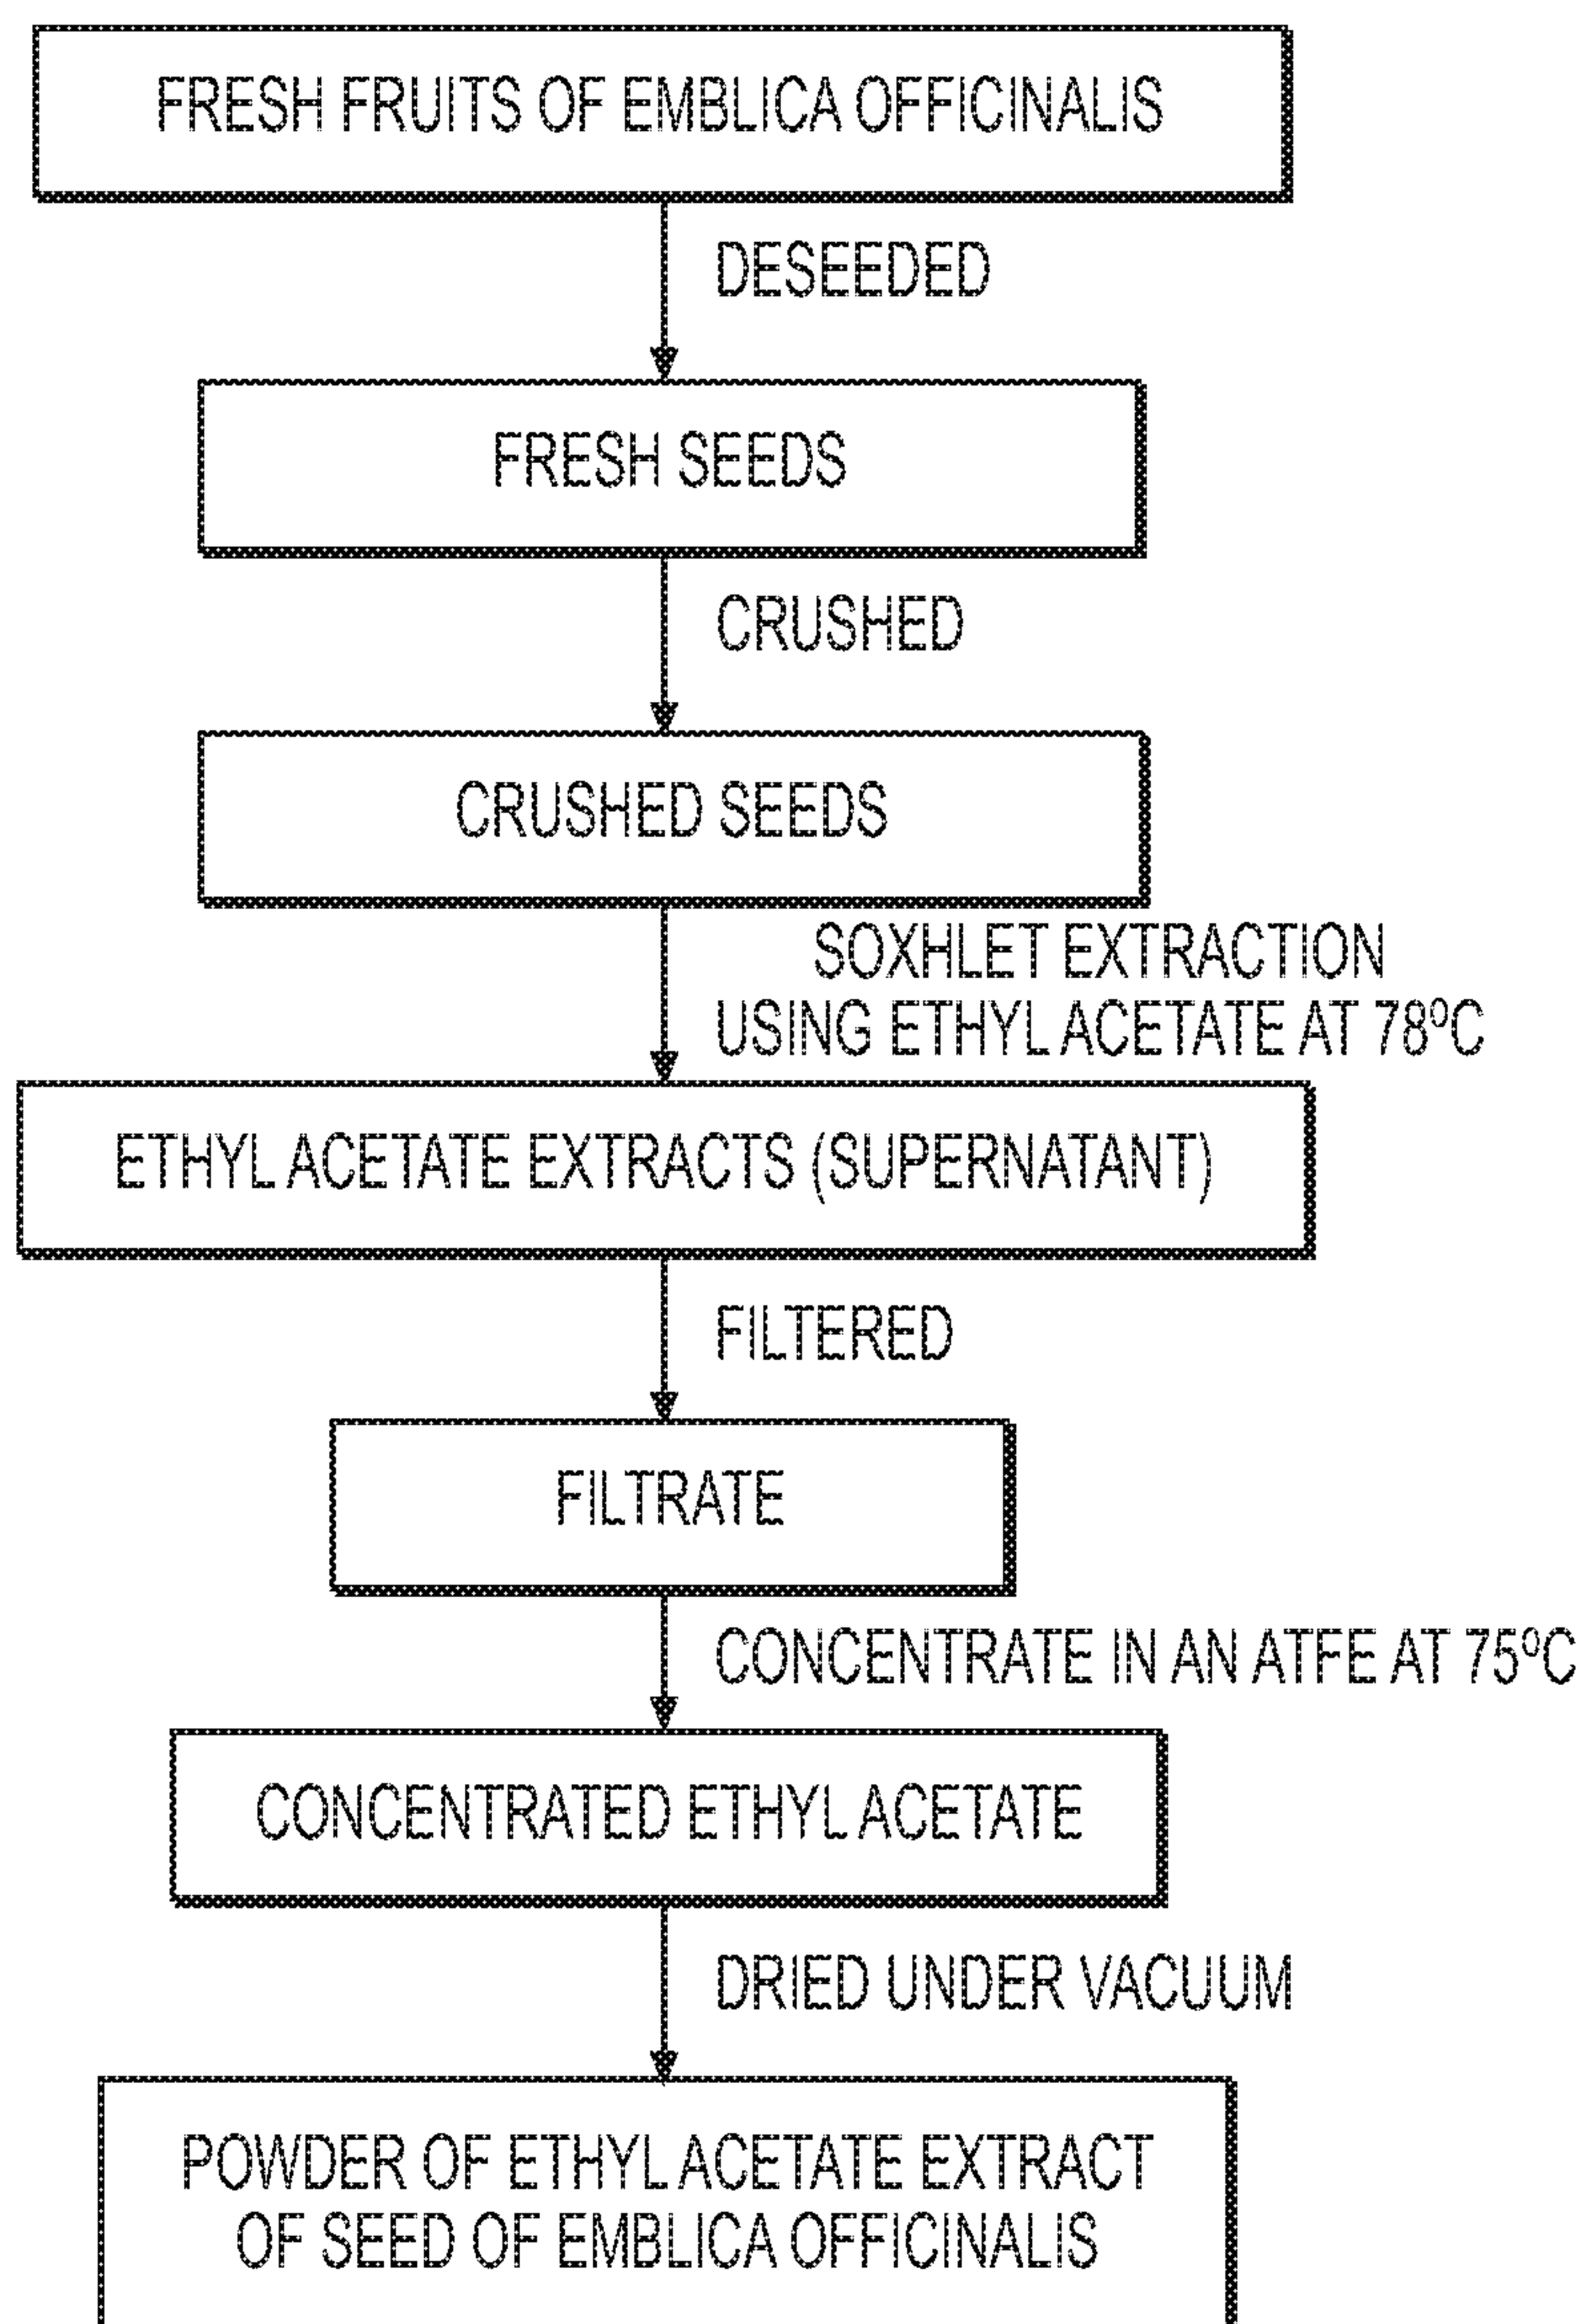 FRESH FRUITS OF EMBLICA OFFICINALIS
DESEEDED
FRESH SEEDS
CRUSHED
CRUSHED SEEDS
SOXHLET EXTRACTION
USING ETHYL ACETATE AT 78⁰C
ETHYL ACETATE EXTRACTS (SUPERNATANT)
FILTERED
FILTRATE
CONCENTRATE IN AN ATFE AT 75⁰C
CONCENTRATED ETHYL ACETATE
DRIED UNDER VACUUM
POWDER OF ETHYL ACETATE EXTRACT
OF SEED OF EMBLICA OFFICINALIS